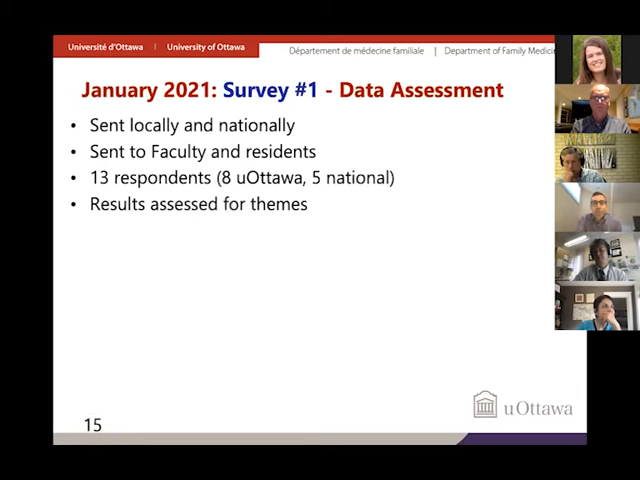 Université d'Ottawa | University of Ottawa
Département de médecine familiale | Department of Family Medicin
January 2021: Survey #1 - Data Assessment
• Sent locally and nationally
• Sent to Faculty and residents
• 13 respondents (8 uOttawa, 5 national)
• Results assessed for themes
uOttawa
15